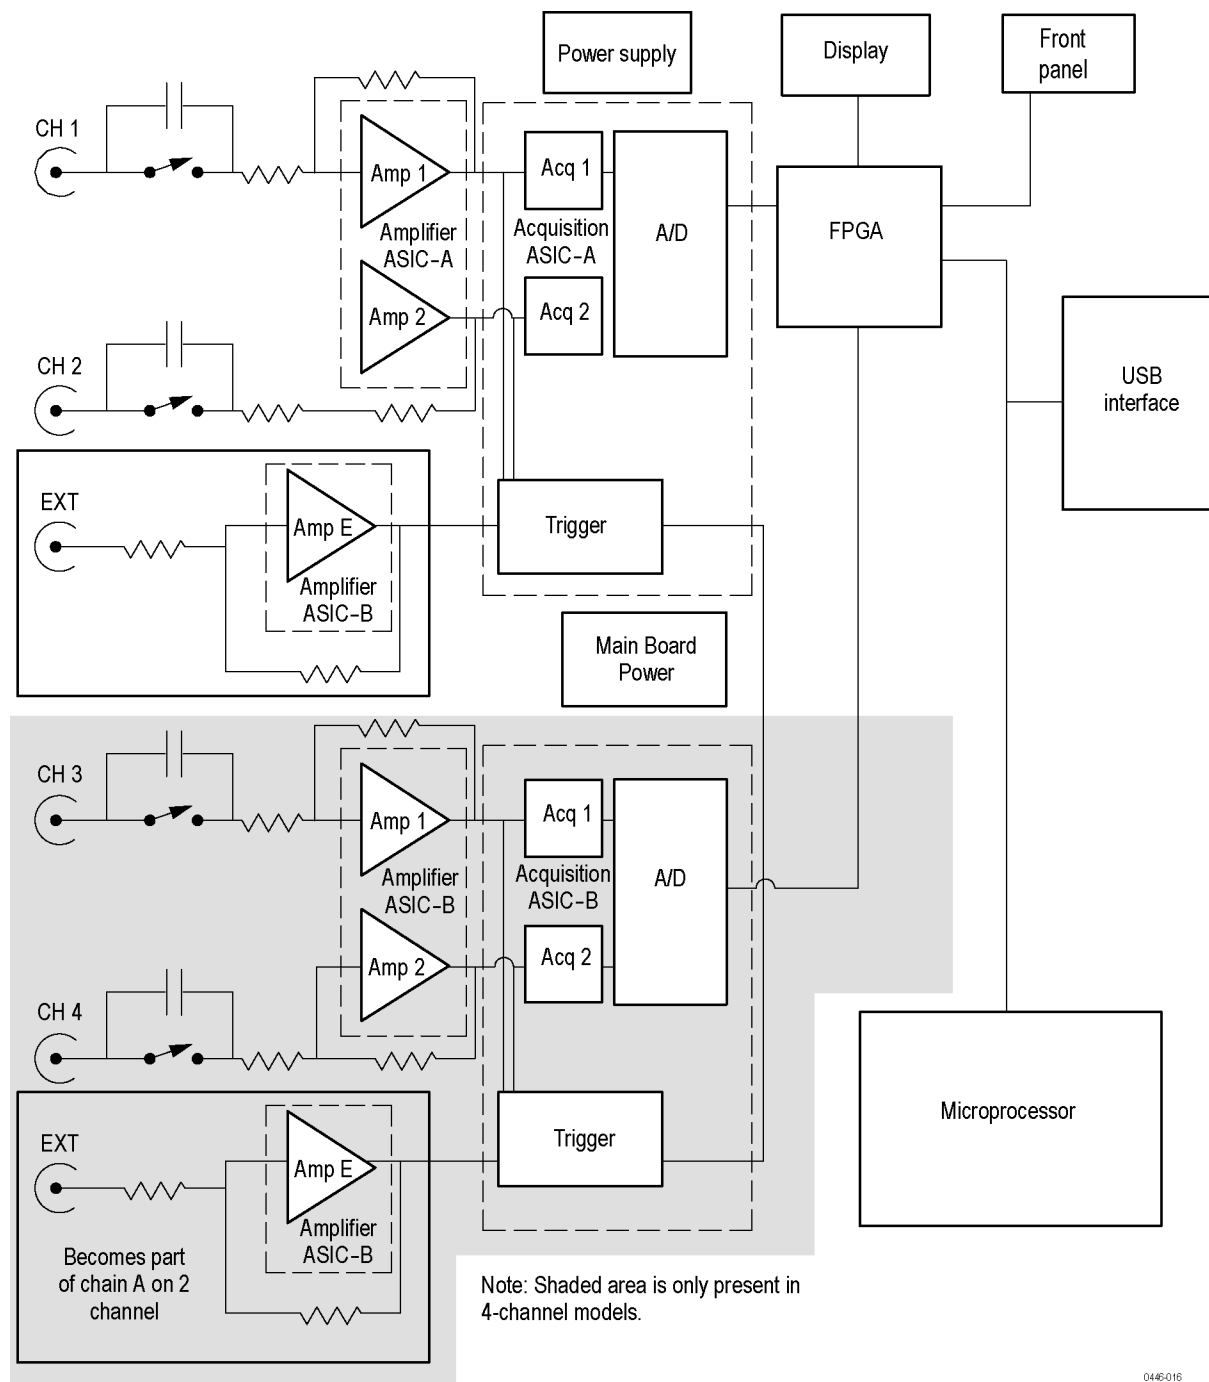 Power supply
Display
Front
panel
CH 1
Amp 1
Acq 1
Amplifier
ASIC-A
Acquisition
ASIC-A
A/D
FPGA
Amp 2
Acq 2
CH 2
USB
interface
EXT
Amp E
Trigger
Amplifier
ASIC-B
Main Board
Power
CH 3
Amp 1
Acq 1
Amplifier
ASIC-B
Acquisition
ASIC-B
A/D
Amp 2
Acq 2
CH 4
Microprocessor
EXT
Amp E
Trigger
Amplifier
ASIC-B
Becomes part
of chain A on 2
channel
Note: Shaded area is only present in
4-channel models.
0446-016